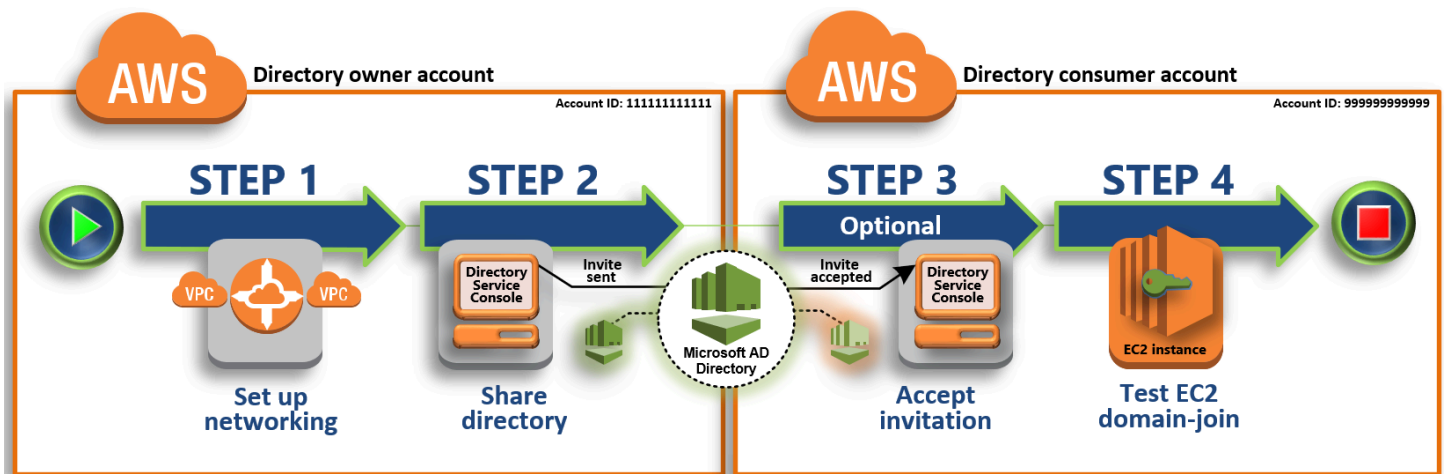 AWS
Directory owner account
Account ID: 111111111111
STEP 1
VPC
VPC
Set up
networking
STEP 2
Directory
Service
Console
Share
directory
Invite
sent
Microsoft AD
Directory
AWS
Directory consumer account
Account ID: 999999999999
STEP 3
Optional
Invite
accepted
Directory
Service
Console
Accept
invitation
STEP 4
EC2 instance
Test EC2
domain-join